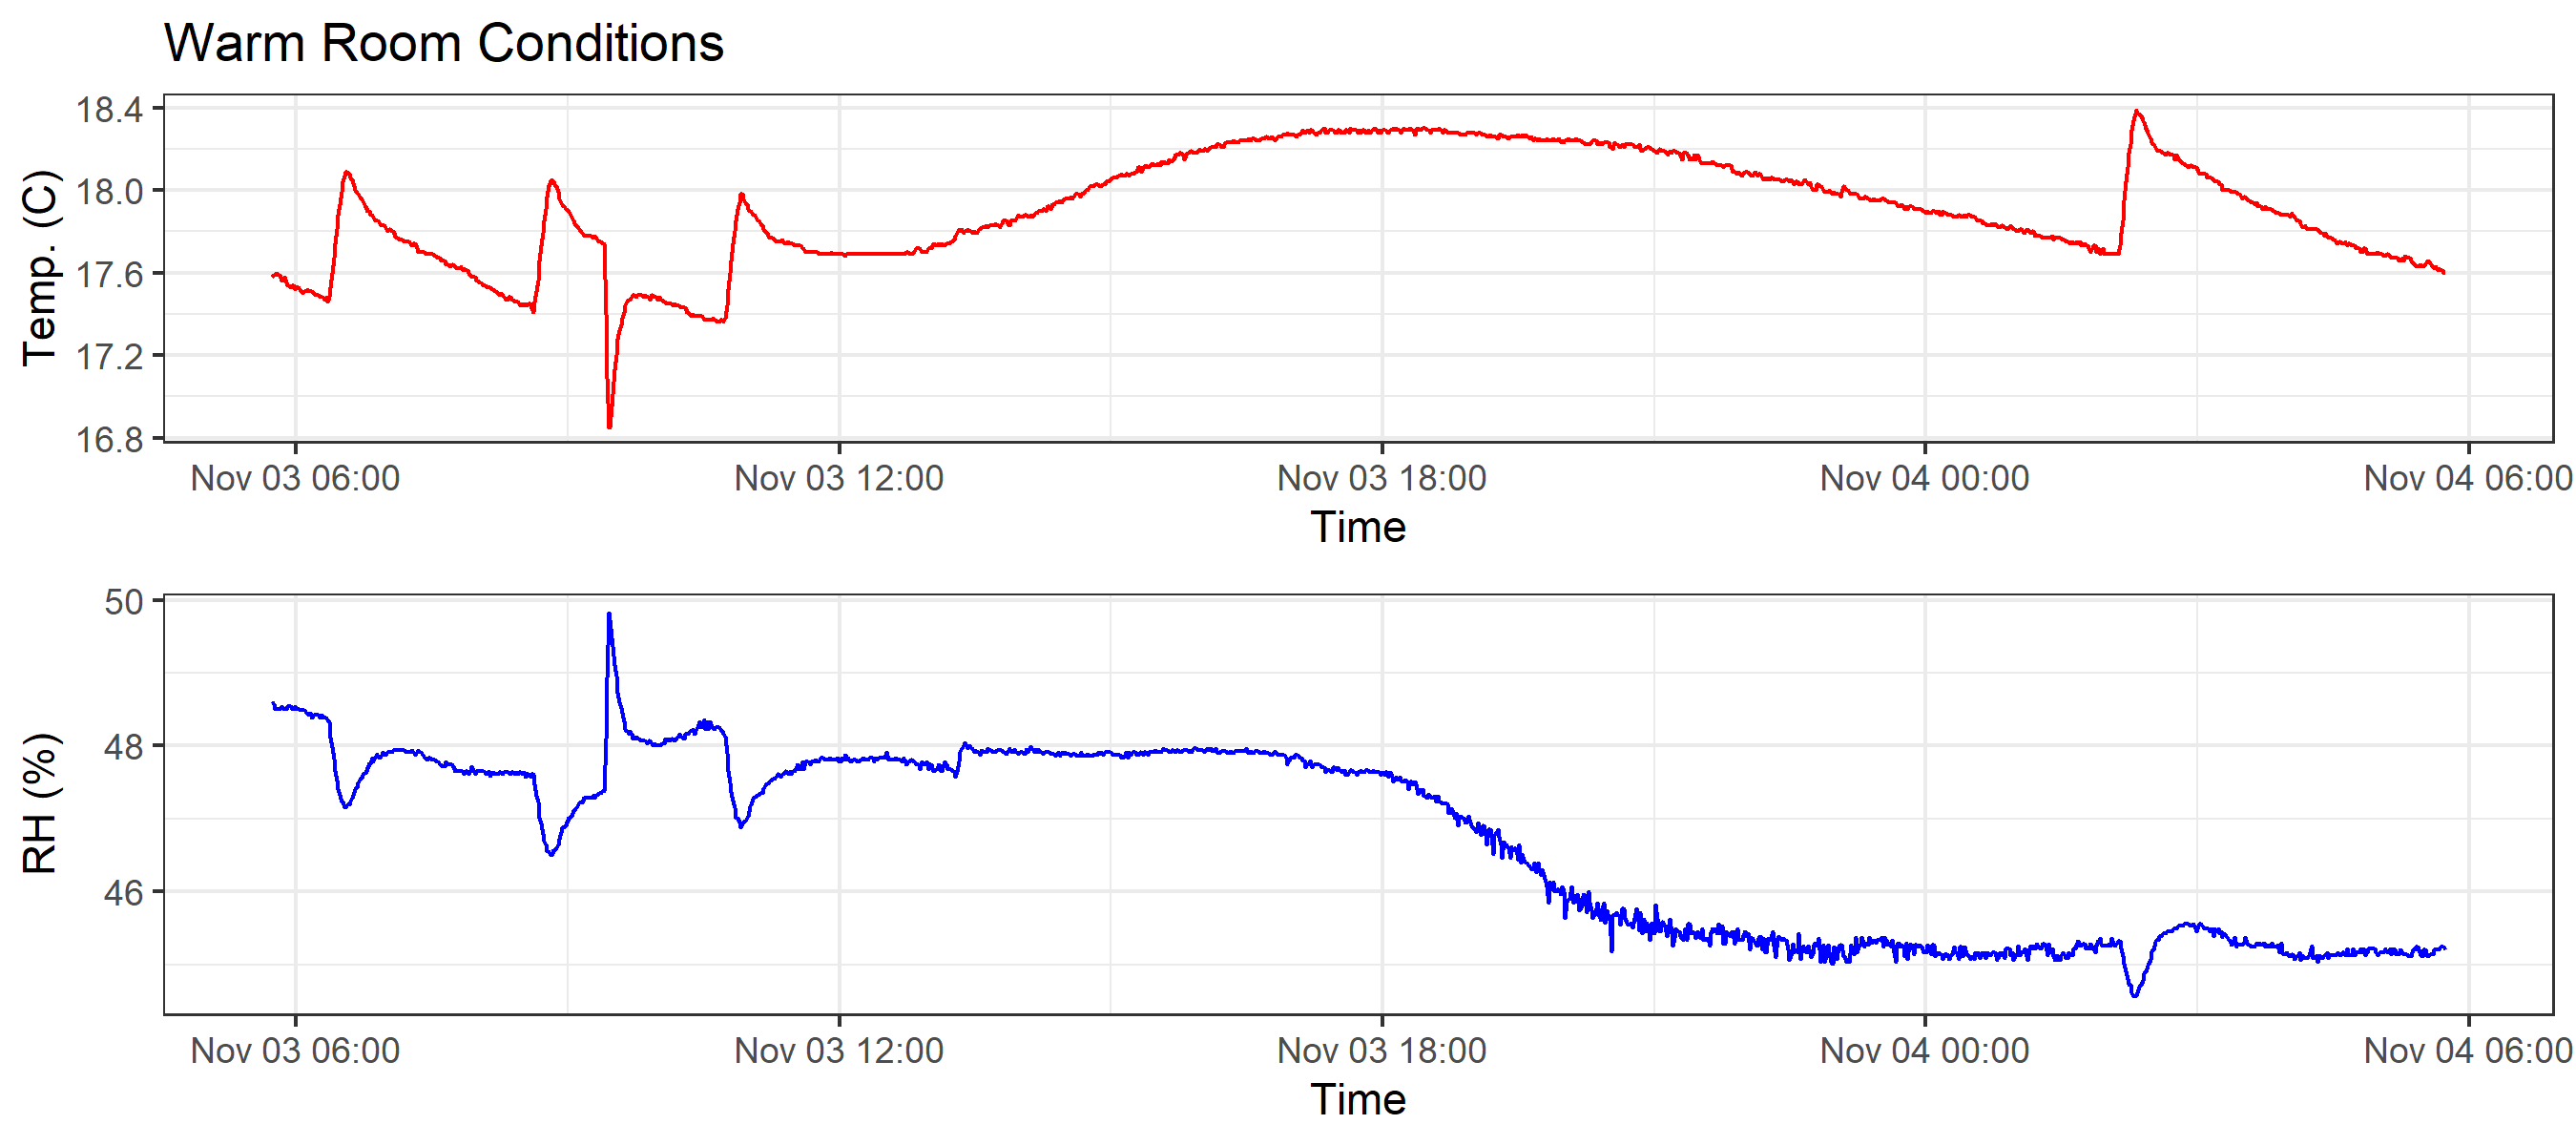 Warm Room Conditions
Temp. (C)
18.4
18.0
17.6
17.2
16.8
Nov 03 06:00 Nov 03 12:00 Nov 03 18:00 Nov 04 00:00 Nov 04 06:00
Time
RH (%)
50
48
46
Nov 03 06:00 Nov 03 12:00 Nov 03 18:00 Nov 04 00:00 Nov 04 06:00
Time